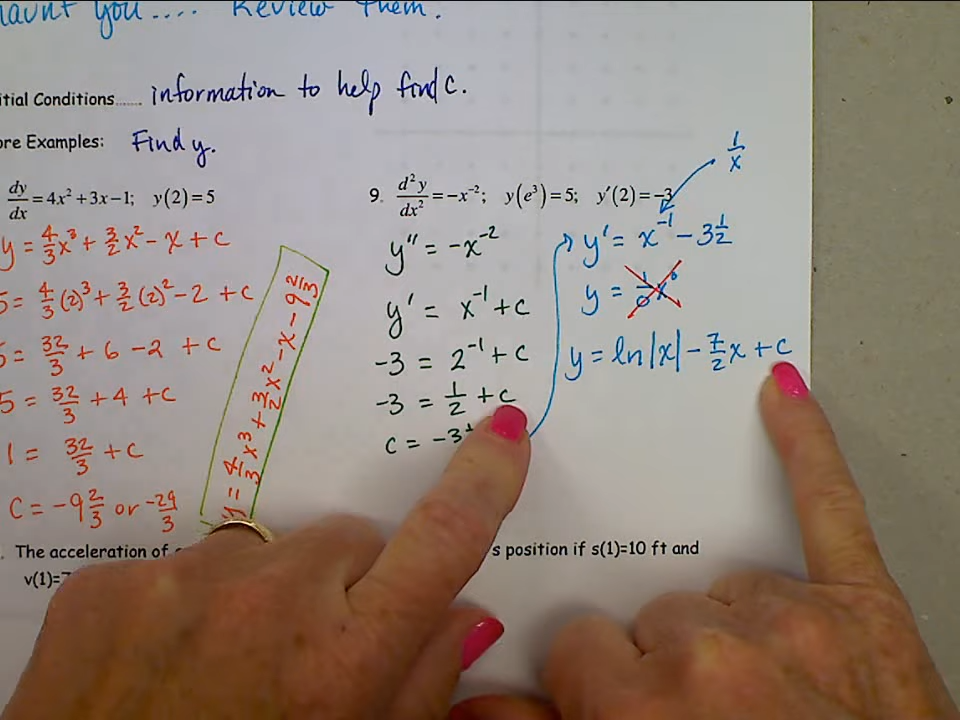 haunt you.... Review them.
itial Conditions...... information to help find c.
ore Examples: Find y.
dy/dx = 4x² + 3x − 1; y(2) = 5
y = 4/3x³ + 3/2x² − x + c
5 = 4/3(2)³ + 3/2(2)² − 2 + c
5 = 32/3 + 6 − 2 + c
5 = 32/3 + 4 + c
1 = 32/3 + c
c = −9 2/3 or −29/3
y = 4/3x³ + 3/2x² − x − 9 2/3
9. d²y/dx² = −x⁻²; y(e³) = 5; y′(2) = −3
y″ = −x⁻²
y′ = x⁻¹ + c
−3 = 2⁻¹ + c
−3 = 1/2 + c
c = −3
1/x
y′ = x⁻¹ − 3 1/2
y = 1/0 x⁰
y = ln|x| − 7/2x + c
. The acceleration of
s position if s(1)=10 ft and
v(1)=